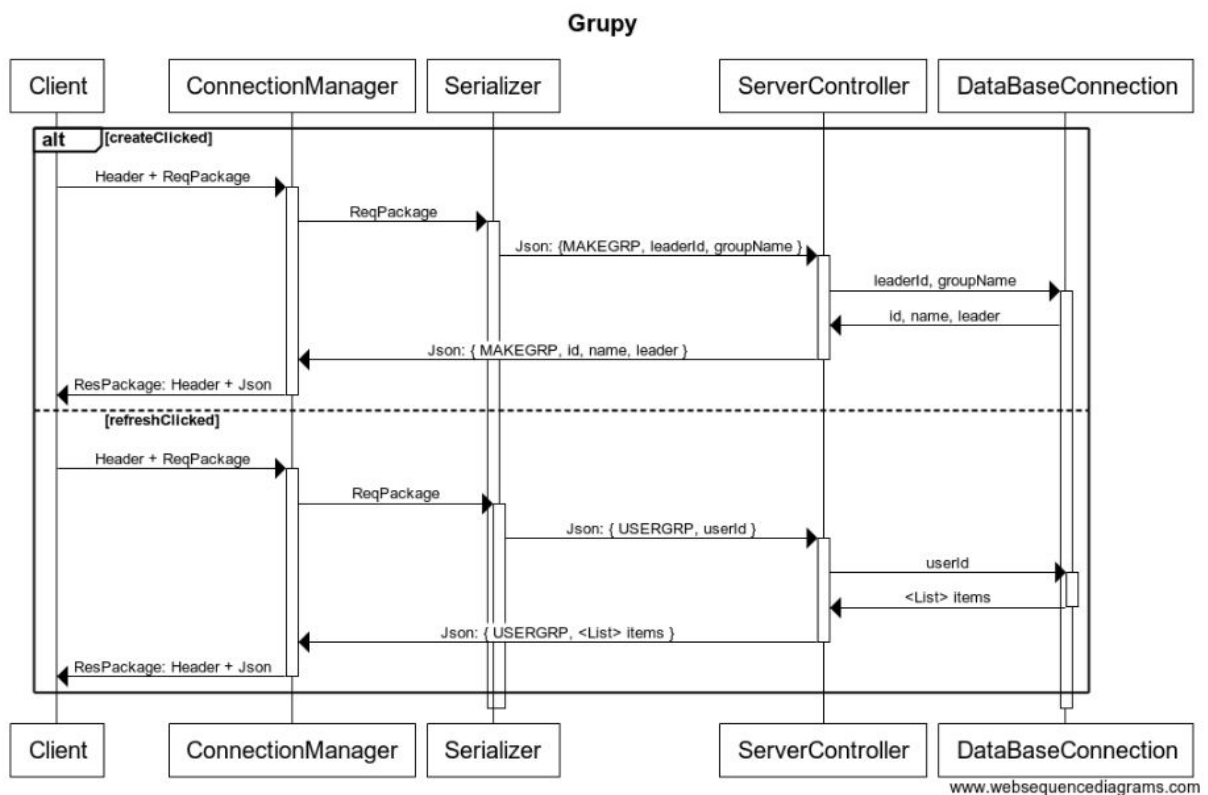 Grupy
Client
ConnectionManager
Serializer
ServerController
DataBaseConnection
alt
[createClicked]
Header + ReqPackage
ReqPackage
Json: {MAKEGRP, leaderId, groupName }
leaderId, groupName
id, name, leader
Json: { MAKEGRP, id, name, leader }
ResPackage: Header + Json
[refreshClicked]
Header + ReqPackage
ReqPackage
Json: { USERGRP, userId }
userId
<List> items
Json: { USERGRP, <List> items }
ResPackage: Header + Json
Client
ConnectionManager
Serializer
ServerController
DataBaseConnection
www.websequencediagrams.com